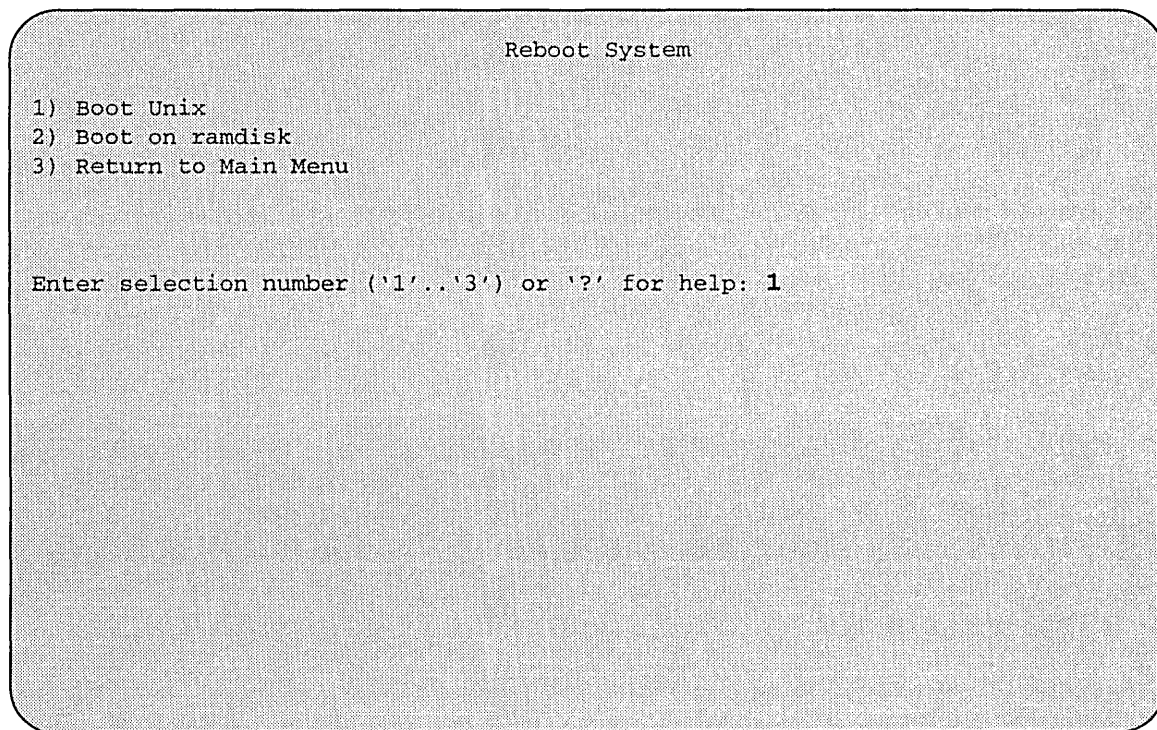 Reboot System
1) Boot Unix
2) Boot on ramdisk
3) Return to Main Menu
Enter selection number (‘1’..‘3’) or ‘?’ for help: 1